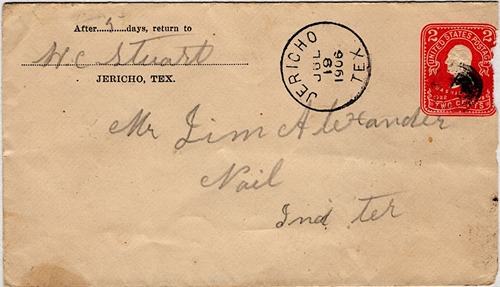 After 5 days, return to
W C Stuart
JERICHO, TEX.
JERICHO
JUL
19
1906
TEX
2
UNITED STATES POSTAGE
2
TWO CENTS
Mr Jim Alexander
Nail
Ind ter